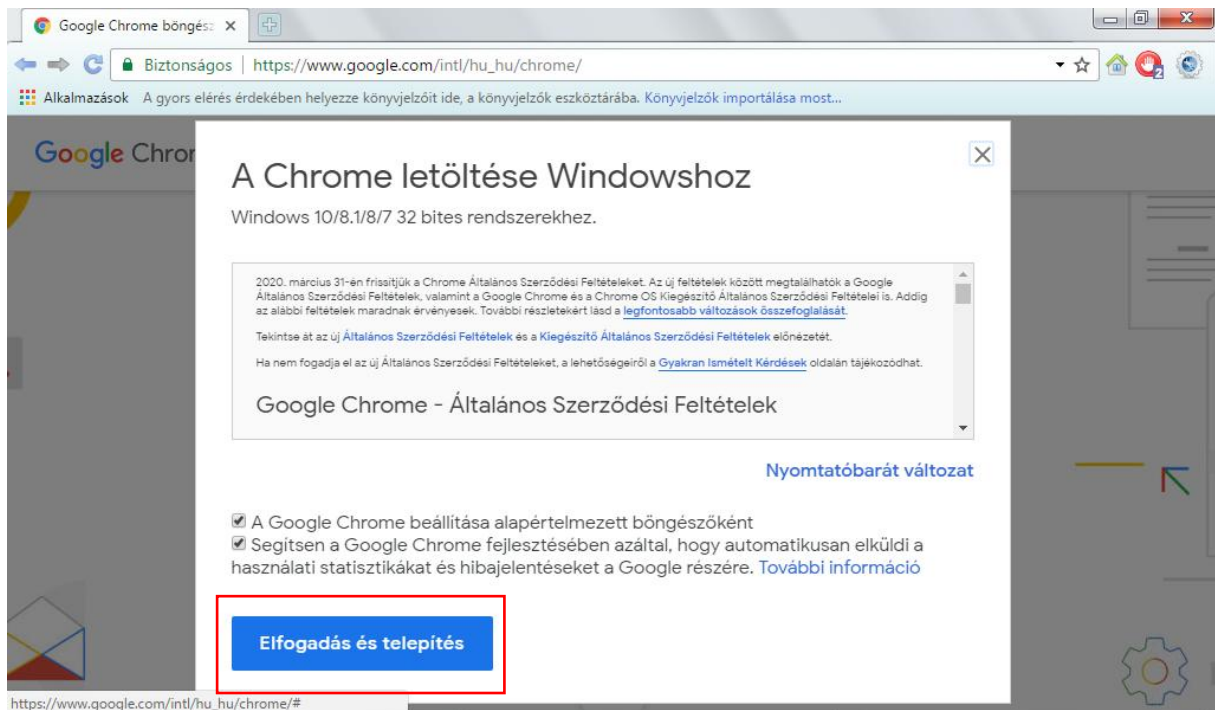 Google Chrome böngész
Biztonságos | https://www.google.com/intl/hu_hu/chrome/
2
Alkalmazások A gyors elérés érdekében helyezze könyvjelzőit ide, a könyvjelzők eszköztárába. Könyvjelzők importálása most...
Google Chror
A Chrome letöltése Windowshoz
Windows 10/8.1/8/7 32 bites rendszerekhez.
2020. március 31-én frissítjük a Chrome Általános Szerződési Feltételeket. Az új feltételek között megtalálhatók a Google
Általános Szerződési Feltételek, valamint a Google Chrome és a Chrome OS Kiegészítő Általános Szerződési Feltételei is. Addig
az alábbi feltételek maradnak érvényesek. További részletekért lásd a legfontosabb változások összefoglalását.
Tekintse át az új Általános Szerződési Feltételek és a Kiegészítő Általános Szerződési Feltételek előnézetét.
Ha nem fogadja el az új Általános Szerződési Feltételeket, a lehetőségeiről a Gyakran Ismételt Kérdések oldalán tájékozódhat.
Google Chrome - Általános Szerződési Feltételek
Nyomtatóbarát változat
A Google Chrome beállítása alapértelmezett böngészőként
Segítsen a Google Chrome fejlesztésében azáltal, hogy automatikusan elküldi a
használati statisztikákat és hibajelentéseket a Google részére. További információ
Elfogadás és telepítés
https://www.google.com/intl/hu_hu/chrome/#